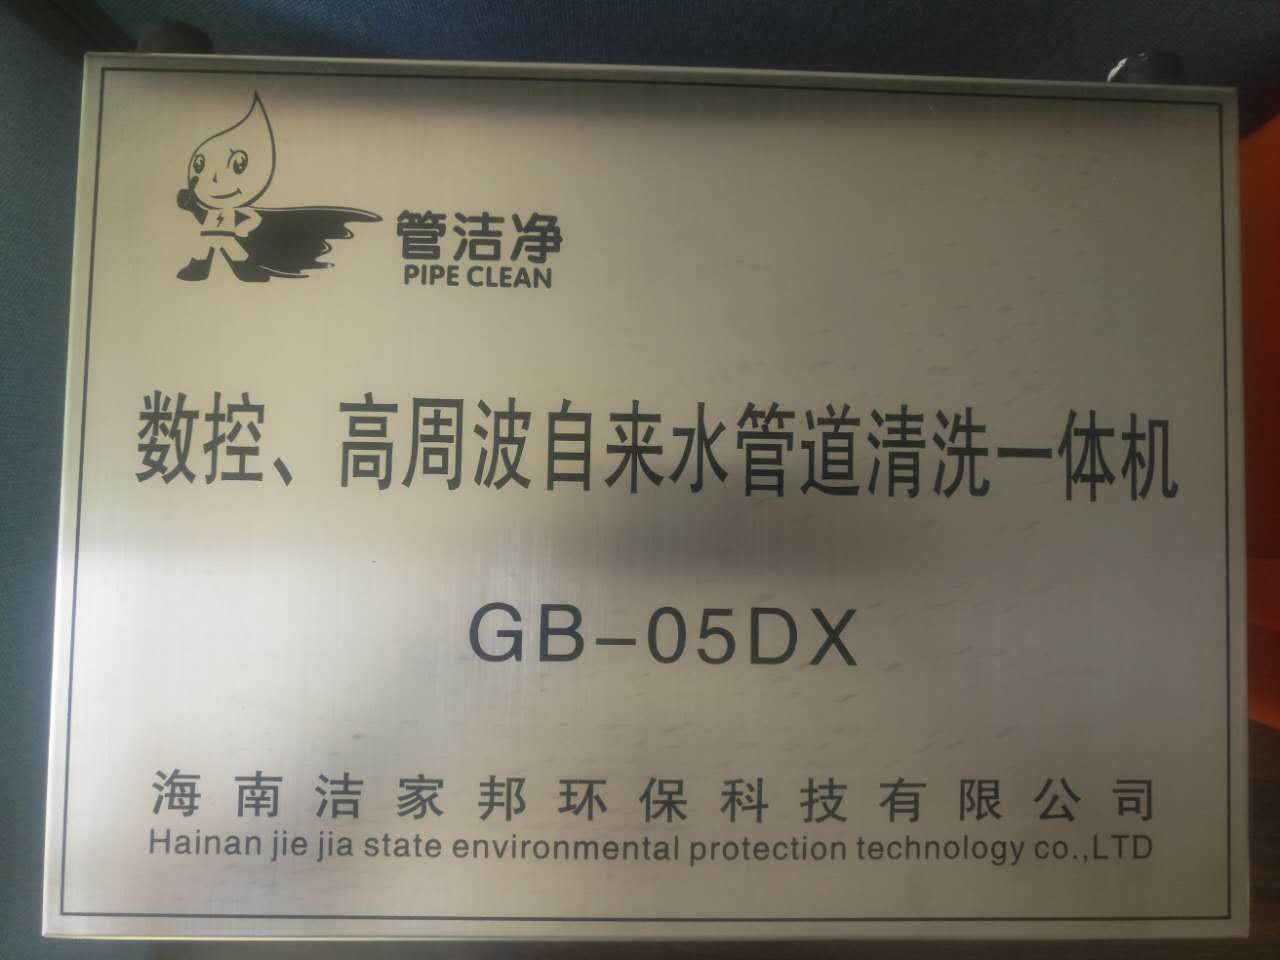 管洁净
PIPE CLEAN
数控、高周波自来水管道清洗一体机
GB-05DX
海南洁家邦环保科技有限公司
Hainan jie jia state environmental protection technology co.,LTD